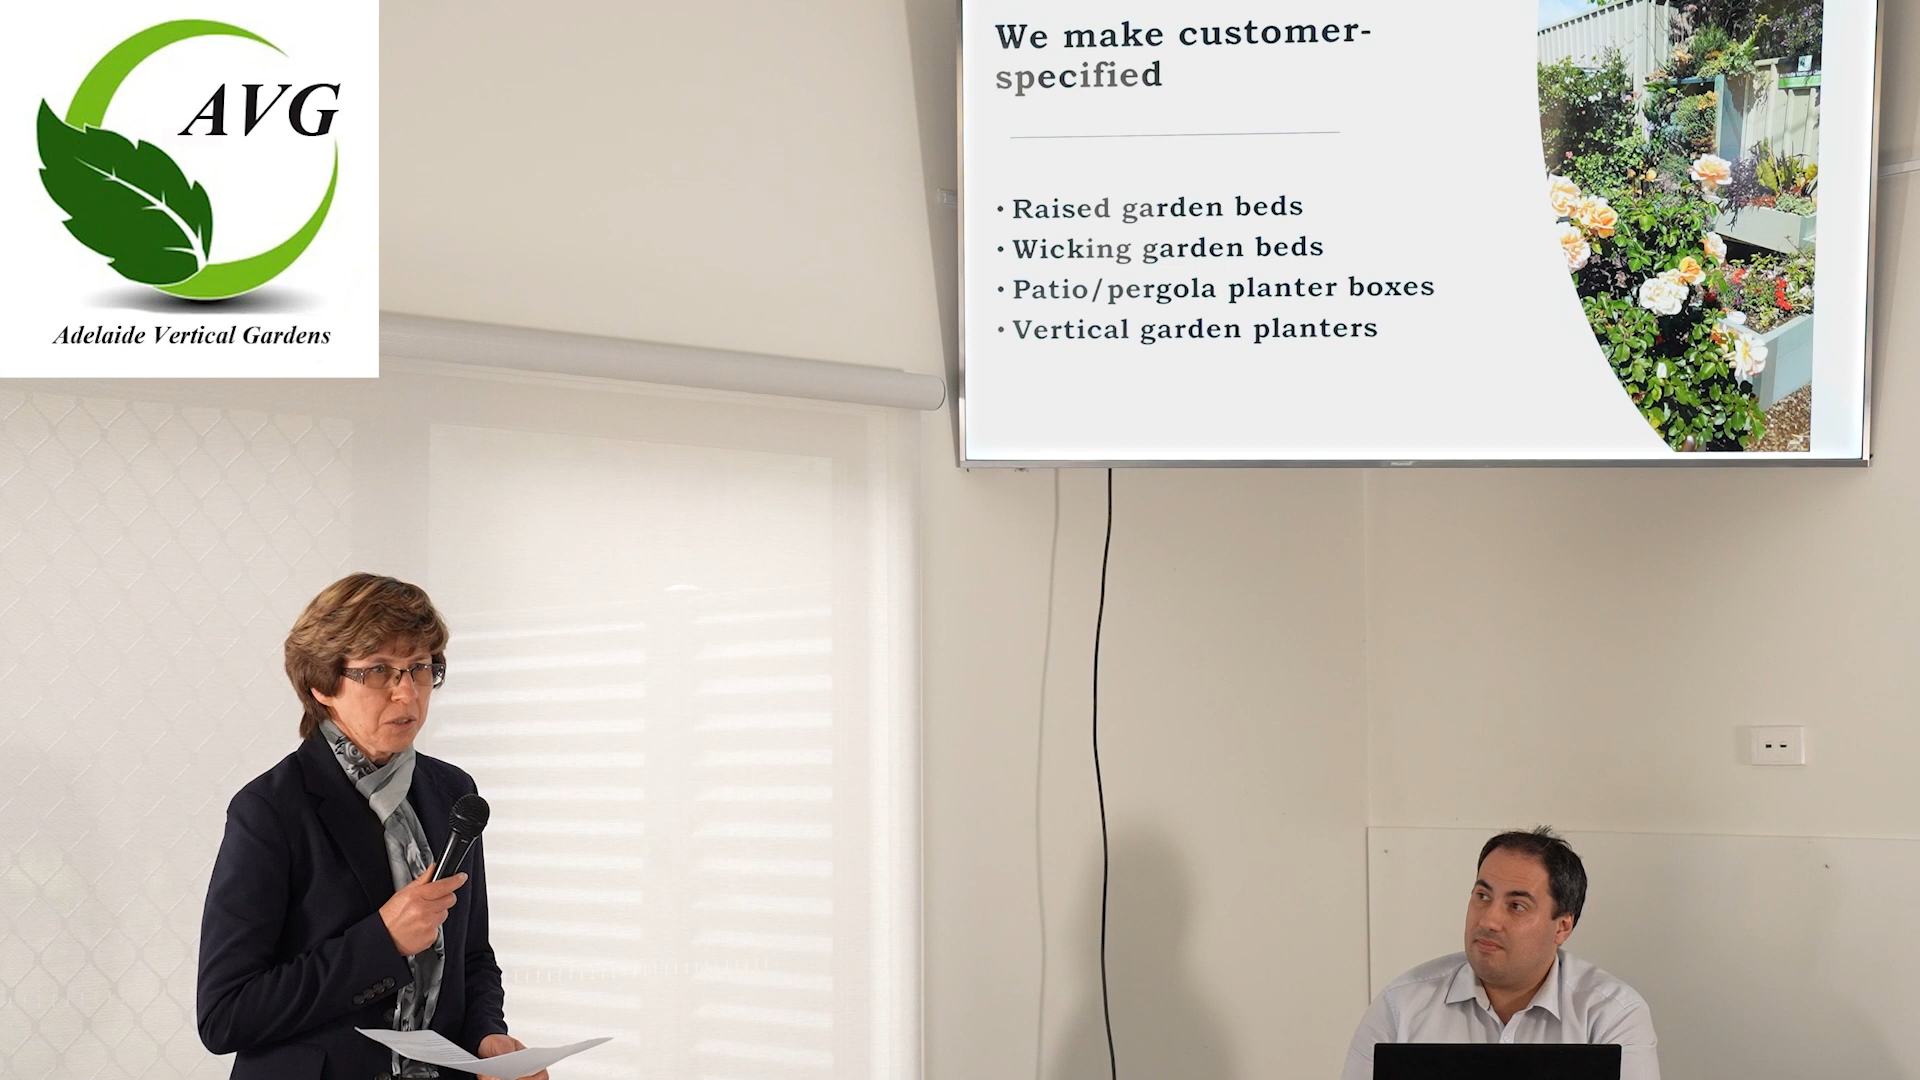 AVG
Adelaide Vertical Gardens
We make customer-
specified
• Raised garden beds
• Wicking garden beds
• Patio/pergola planter boxes
• Vertical garden planters